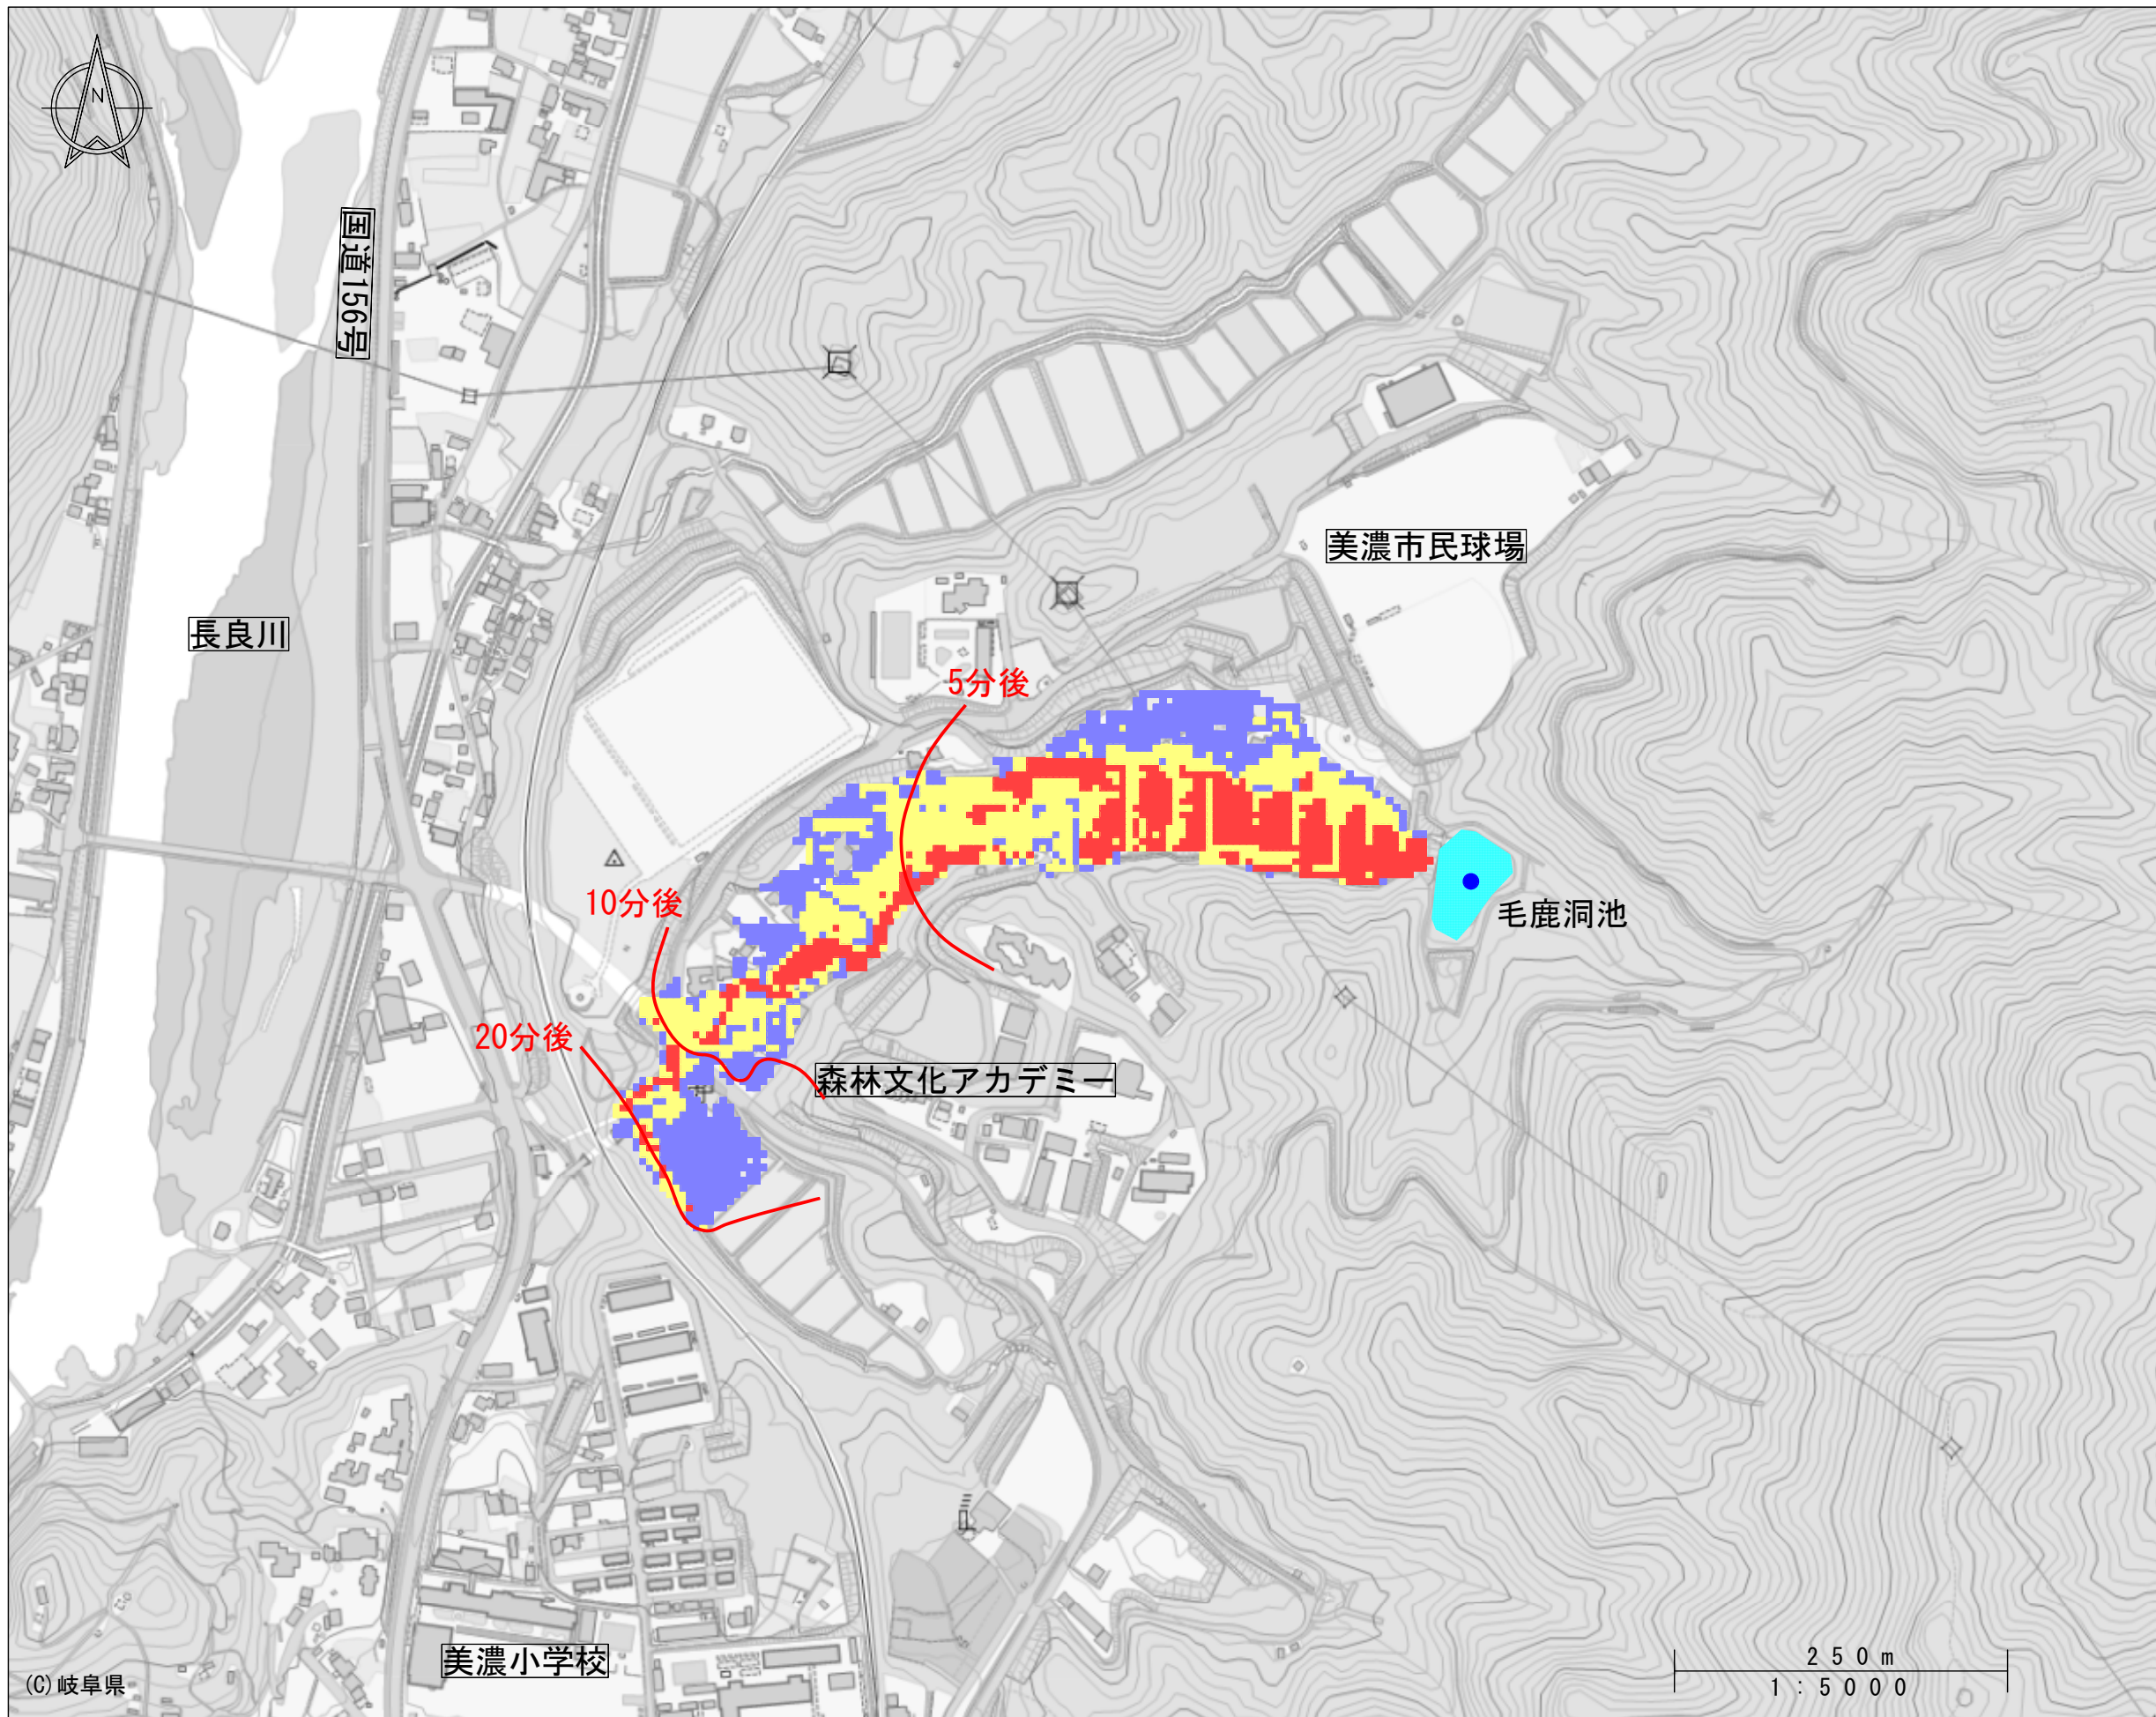 N
国道156号
美濃市民球場
長良川
5分後
10分後
毛鹿洞池
20分後
森林文化アカデミー
美濃小学校
(C)岐阜県
250m
1:5000